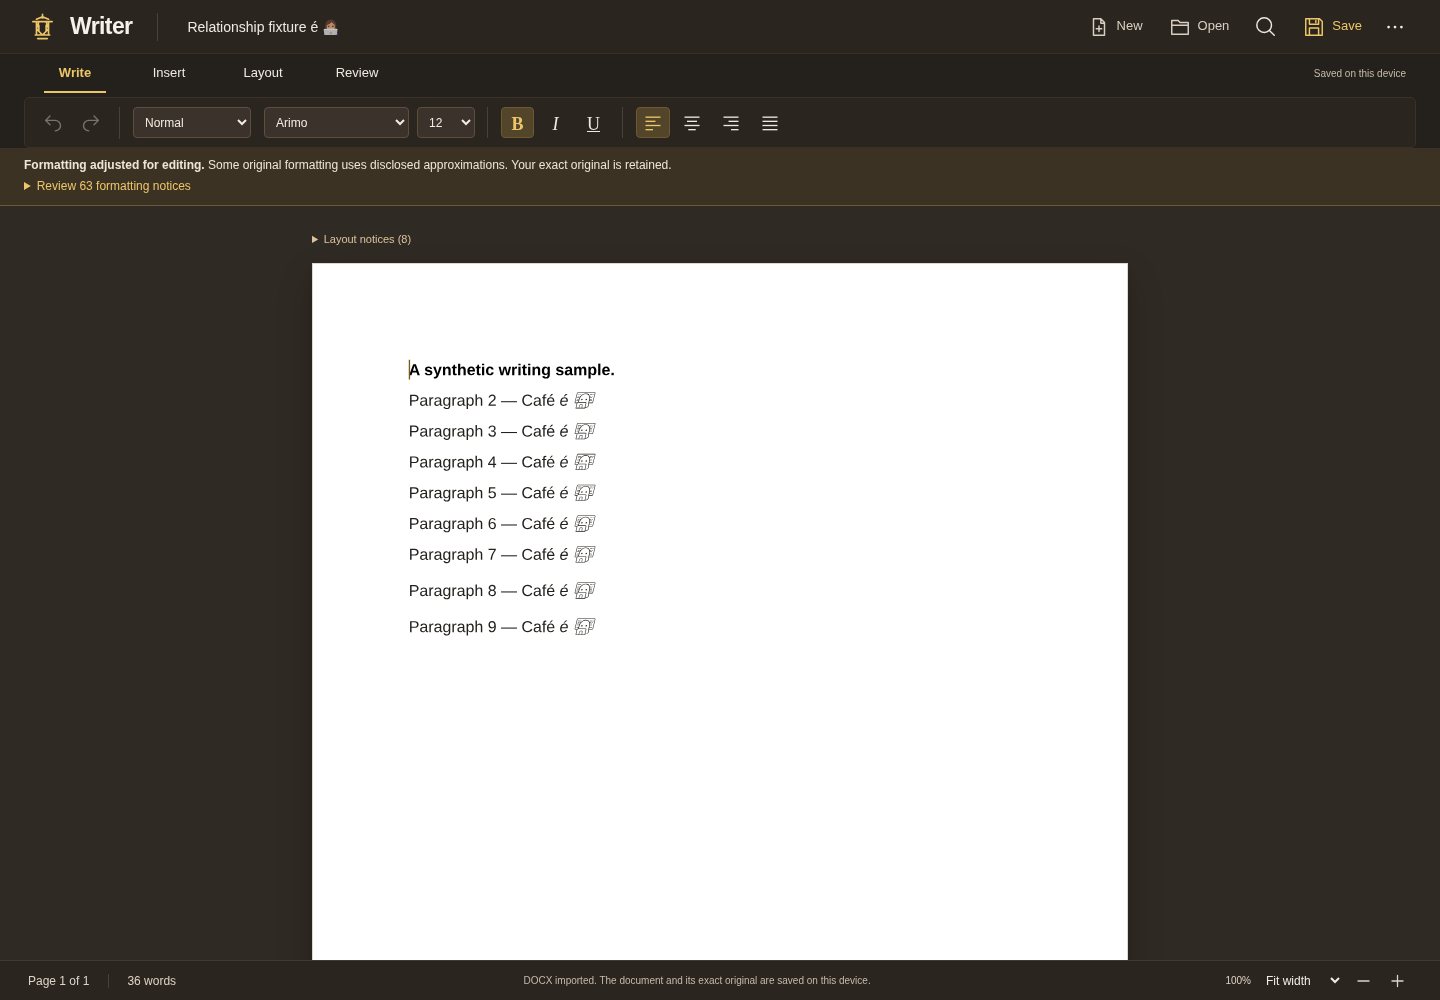 Writer
Relationship fixture é 👩🏽‍💻
New
Open
Save
Write
Insert
Layout
Review
Saved on this device
Normal
Arimo
12
B
I
U
Formatting adjusted for editing. Some original formatting uses disclosed approximations. Your exact original is retained.
Review 63 formatting notices
Layout notices (8)
A synthetic writing sample.
Paragraph 2 — Café é
Paragraph 3 — Café é
Paragraph 4 — Café é
Paragraph 5 — Café é
Paragraph 6 — Café é
Paragraph 7 — Café é
Paragraph 8 — Café é
Paragraph 9 — Café é
Page 1 of 1
36 words
DOCX imported. The document and its exact original are saved on this device.
100%
Fit width